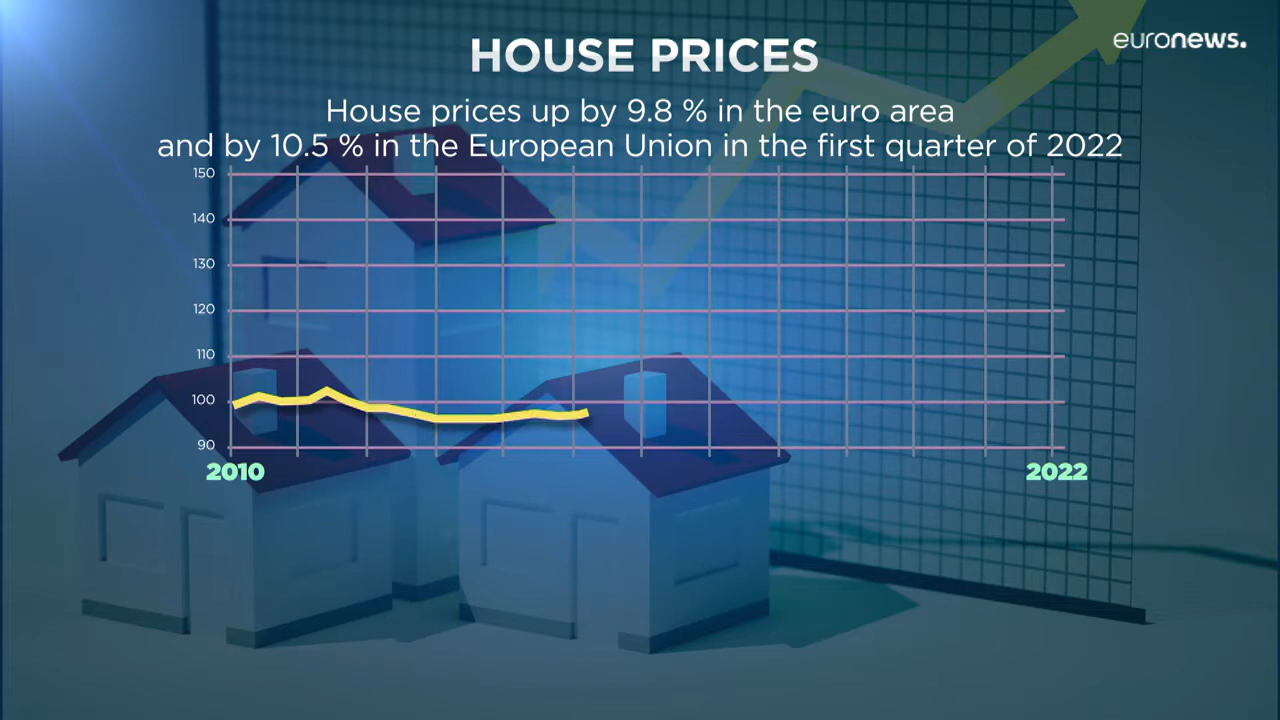 euronews.
HOUSE PRICES
House prices up by 9.8 % in the euro area
and by 10.5 % in the European Union in the first quarter of 2022
150
140
130
120
110
100
90
2010
2022